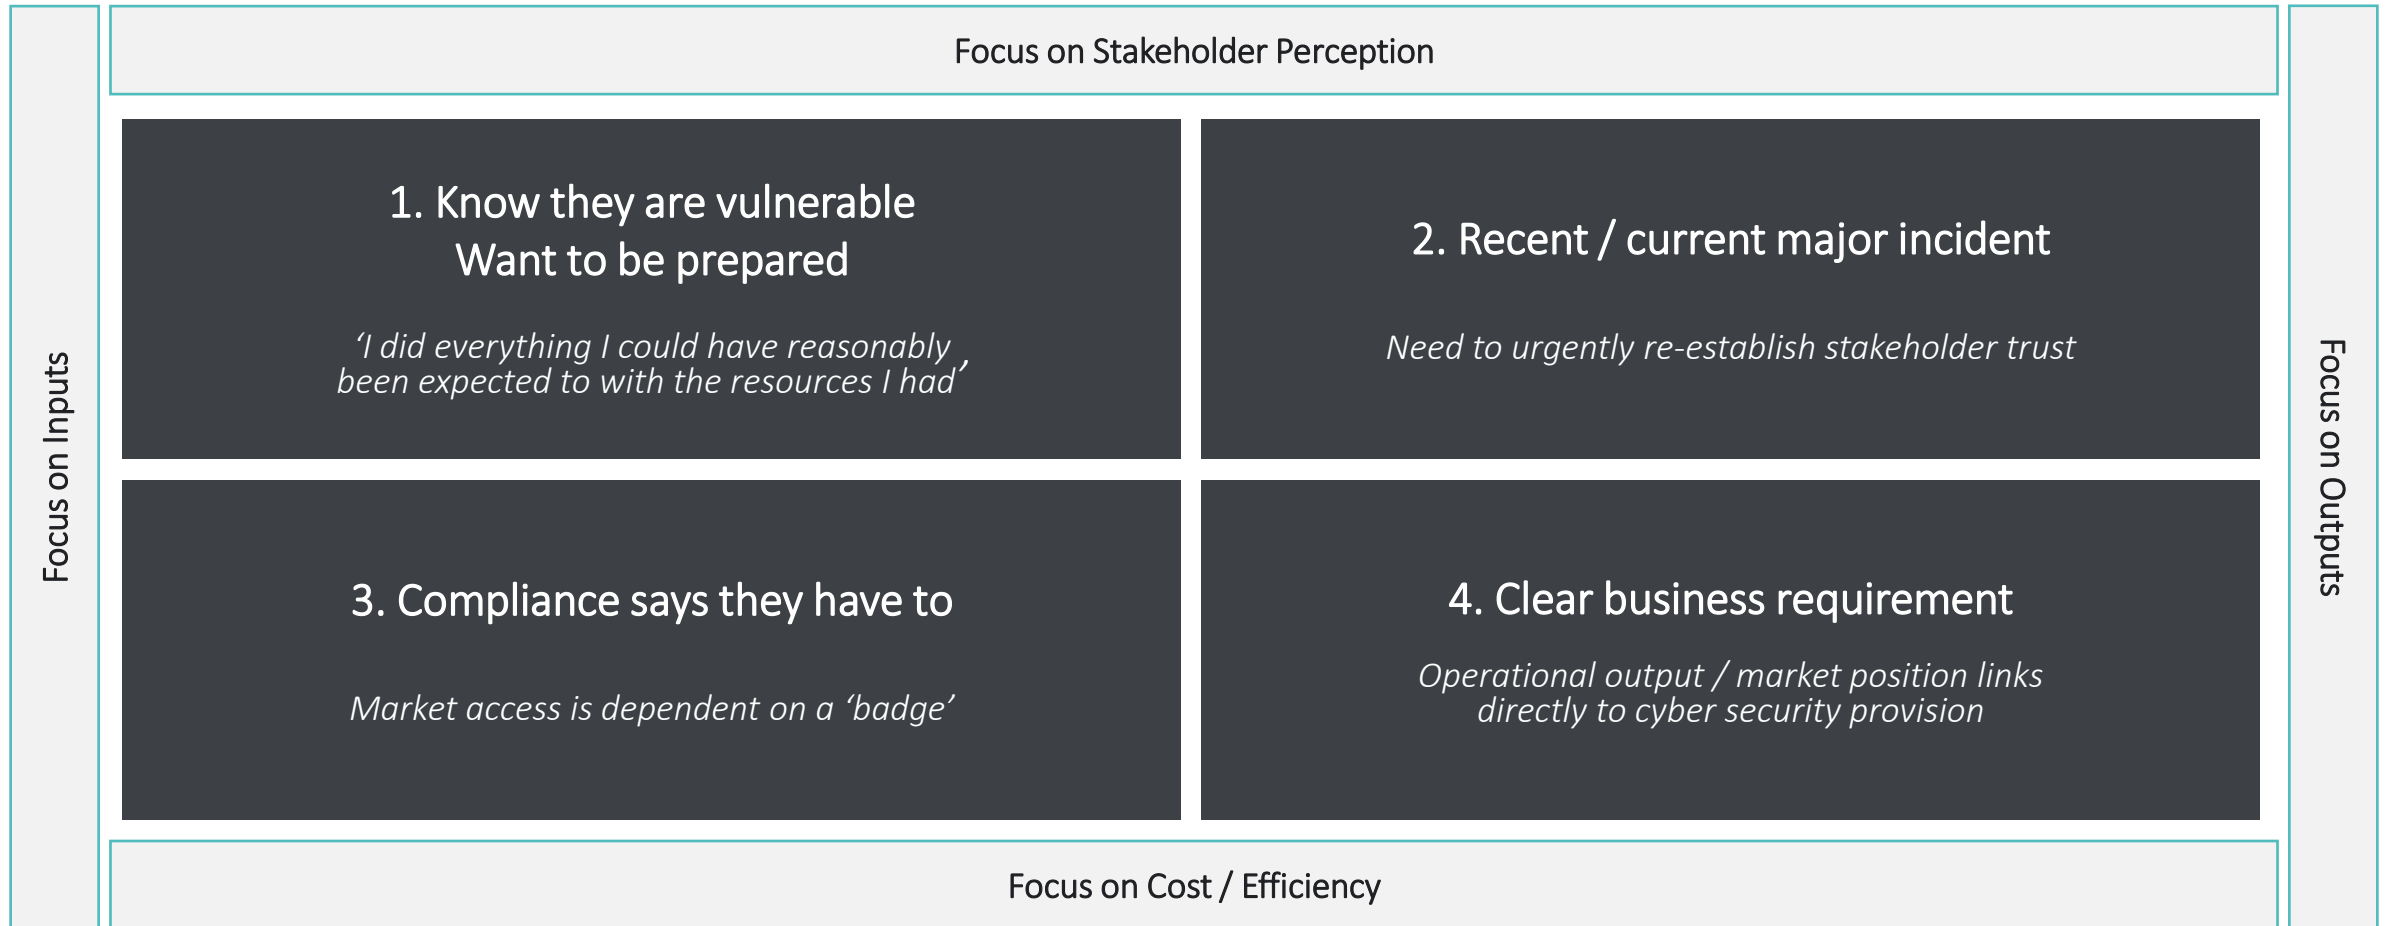 Focus on Stakeholder Perception
Focus on Inputs
1. Know they are vulnerable
Want to be prepared
‘I did everything I could have reasonably
been expected to with the resources I had’
2. Recent / current major incident
Need to urgently re-establish stakeholder trust
3. Compliance says they have to
Market access is dependent on a ‘badge’
4. Clear business requirement
Operational output / market position links
directly to cyber security provision
Focus on Outputs
Focus on Cost / Efficiency